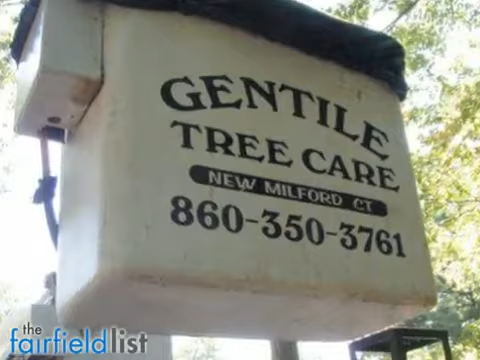 GENTILE
TREE CARE
NEW MILFORD CT
860-350-3761
the
fairfieldlist